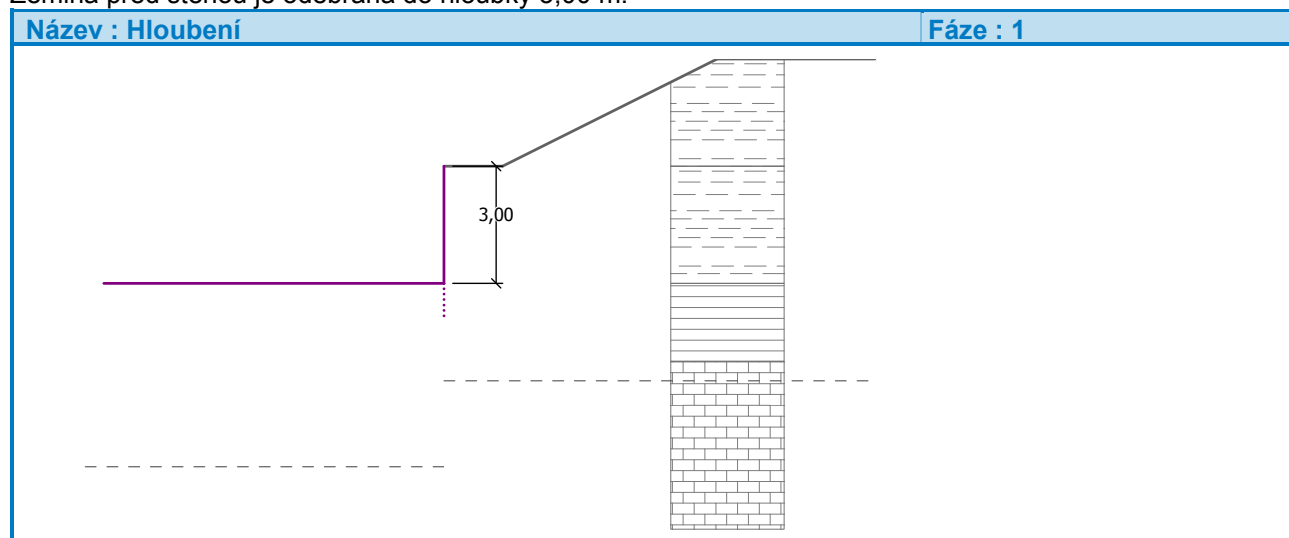 Zemina před stěnou je odebrána do hloubky 3,00 m.
Název : Hloubení
Fáze : 1
3,00